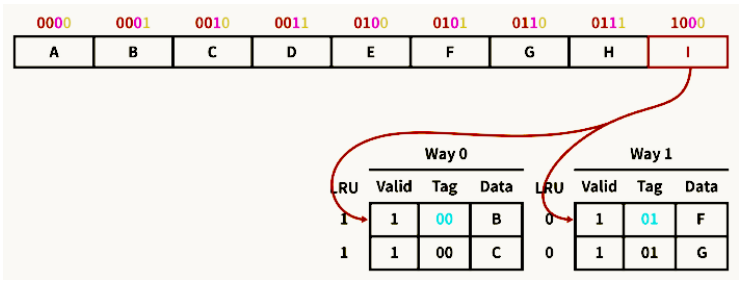 0000 0001 0010 0011 0100 0101 0110 0111 1000
A B C D E F G H I
Way 0 Way 1
LRU Valid Tag Data LRU Valid Tag Data
1 1 00 B 0 1 01 F
1 1 00 C 0 1 01 G